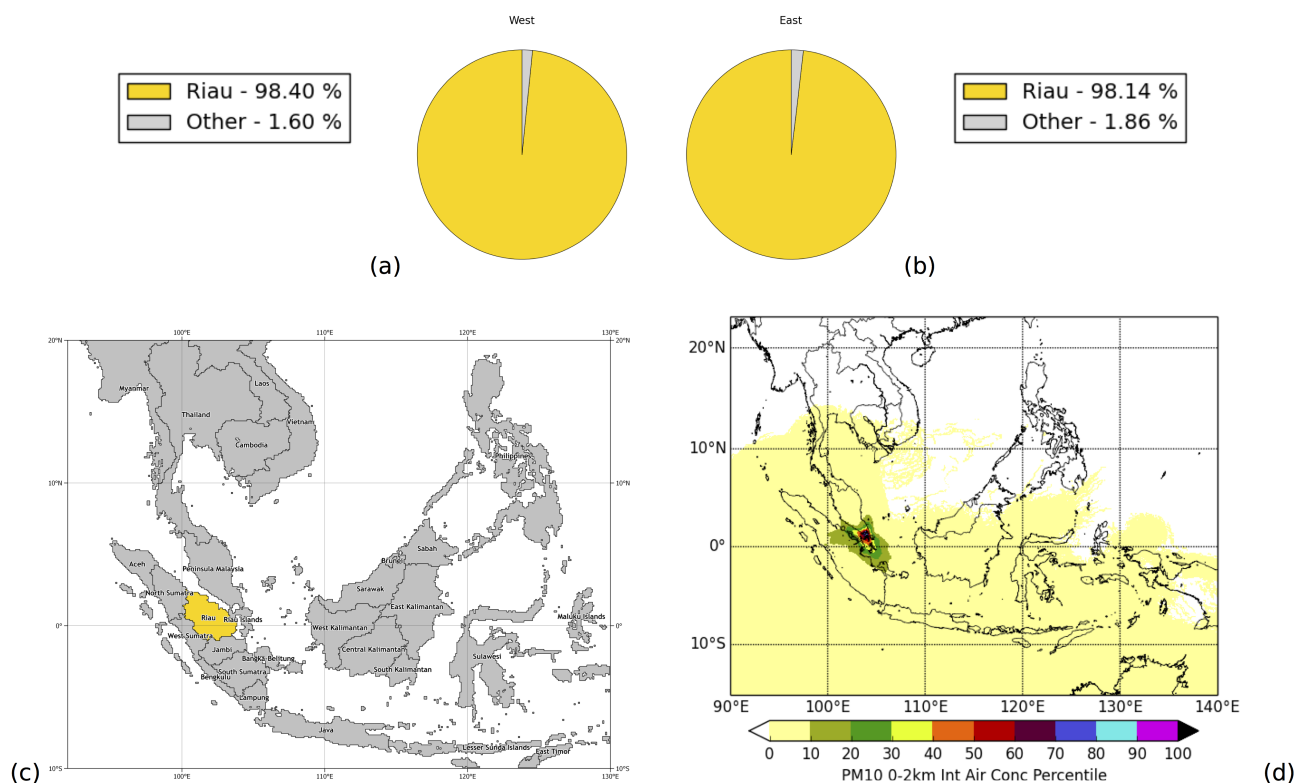 West
East
Riau - 98.40 %
Other - 1.60 %
Riau - 98.14 %
Other - 1.86 %
(a)
(b)
100°E
110°E
120°E
130°E
20°N
20°N
Myanmar
Laos
Thailand
Vietnam
Cambodia
Philippines
10°N
10°N
Sabah
Brunei
Aceh
Peninsula Malaysia
North Sumatra
Sarawak
East Kalimantan
Riau
Riau Islands
Maluku Islands
0°
0°
West Kalimantan
West Sumatra
Jambi
Central Kalimantan
Bangka-Belitung
Sulawesi
South Sumatra
South Kalimantan
Bengkulu
Lampung
Java
Lesser Sunda Islands
East Timor
10°S
10°S
100°E
110°E
120°E
130°E
(c)
20°N
10°N
0°
10°S
90°E
100°E
110°E
120°E
130°E
140°E
0 10 20 30 40 50 60 70 80 90 100
PM10 0-2km Int Air Conc Percentile
(d)